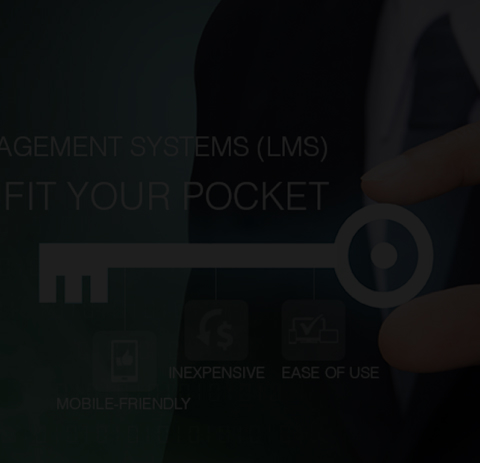 AGEMENT SYSTEMS (LMS)
FIT YOUR POCKET
$
INEXPENSIVE
EASE OF USE
MOBILE-FRIENDLY